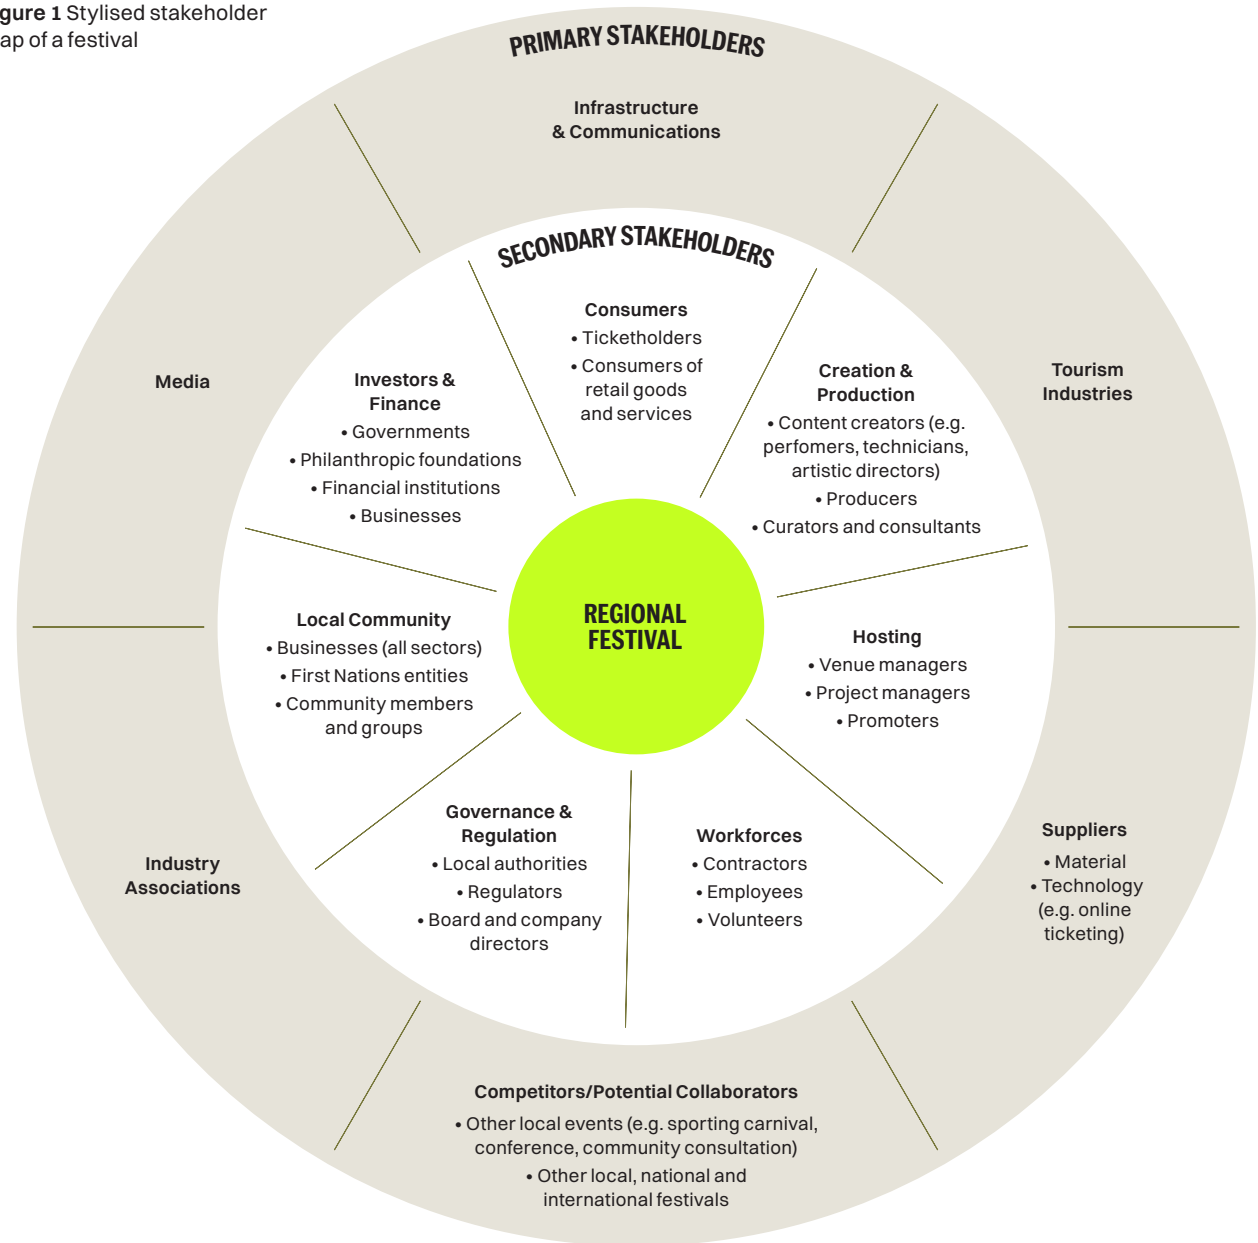 gure 1 Stylised stakeholder
ap of a festival
PRIMARY STAKEHOLDERS
Infrastructure
& Communications
Tourism
Industries
Suppliers
• Material
• Technology
(e.g. online
ticketing)
Competitors/Potential Collaborators
• Other local events (e.g. sporting carnival,
conference, community consultation)
• Other local, national and
international festivals
Industry
Associations
Media
SECONDARY STAKEHOLDERS
Consumers
• Ticketholders
• Consumers of
retail goods
and services
Creation &
Production
• Content creators (e.g.
perfomers, technicians,
artistic directors)
• Producers
• Curators and consultants
Hosting
• Venue managers
• Project managers
• Promoters
Workforces
• Contractors
• Employees
• Volunteers
Governance &
Regulation
• Local authorities
• Regulators
• Board and company
directors
Local Community
• Businesses (all sectors)
• First Nations entities
• Community members
and groups
Investors &
Finance
• Governments
• Philanthropic foundations
• Financial institutions
• Businesses
REGIONAL
FESTIVAL